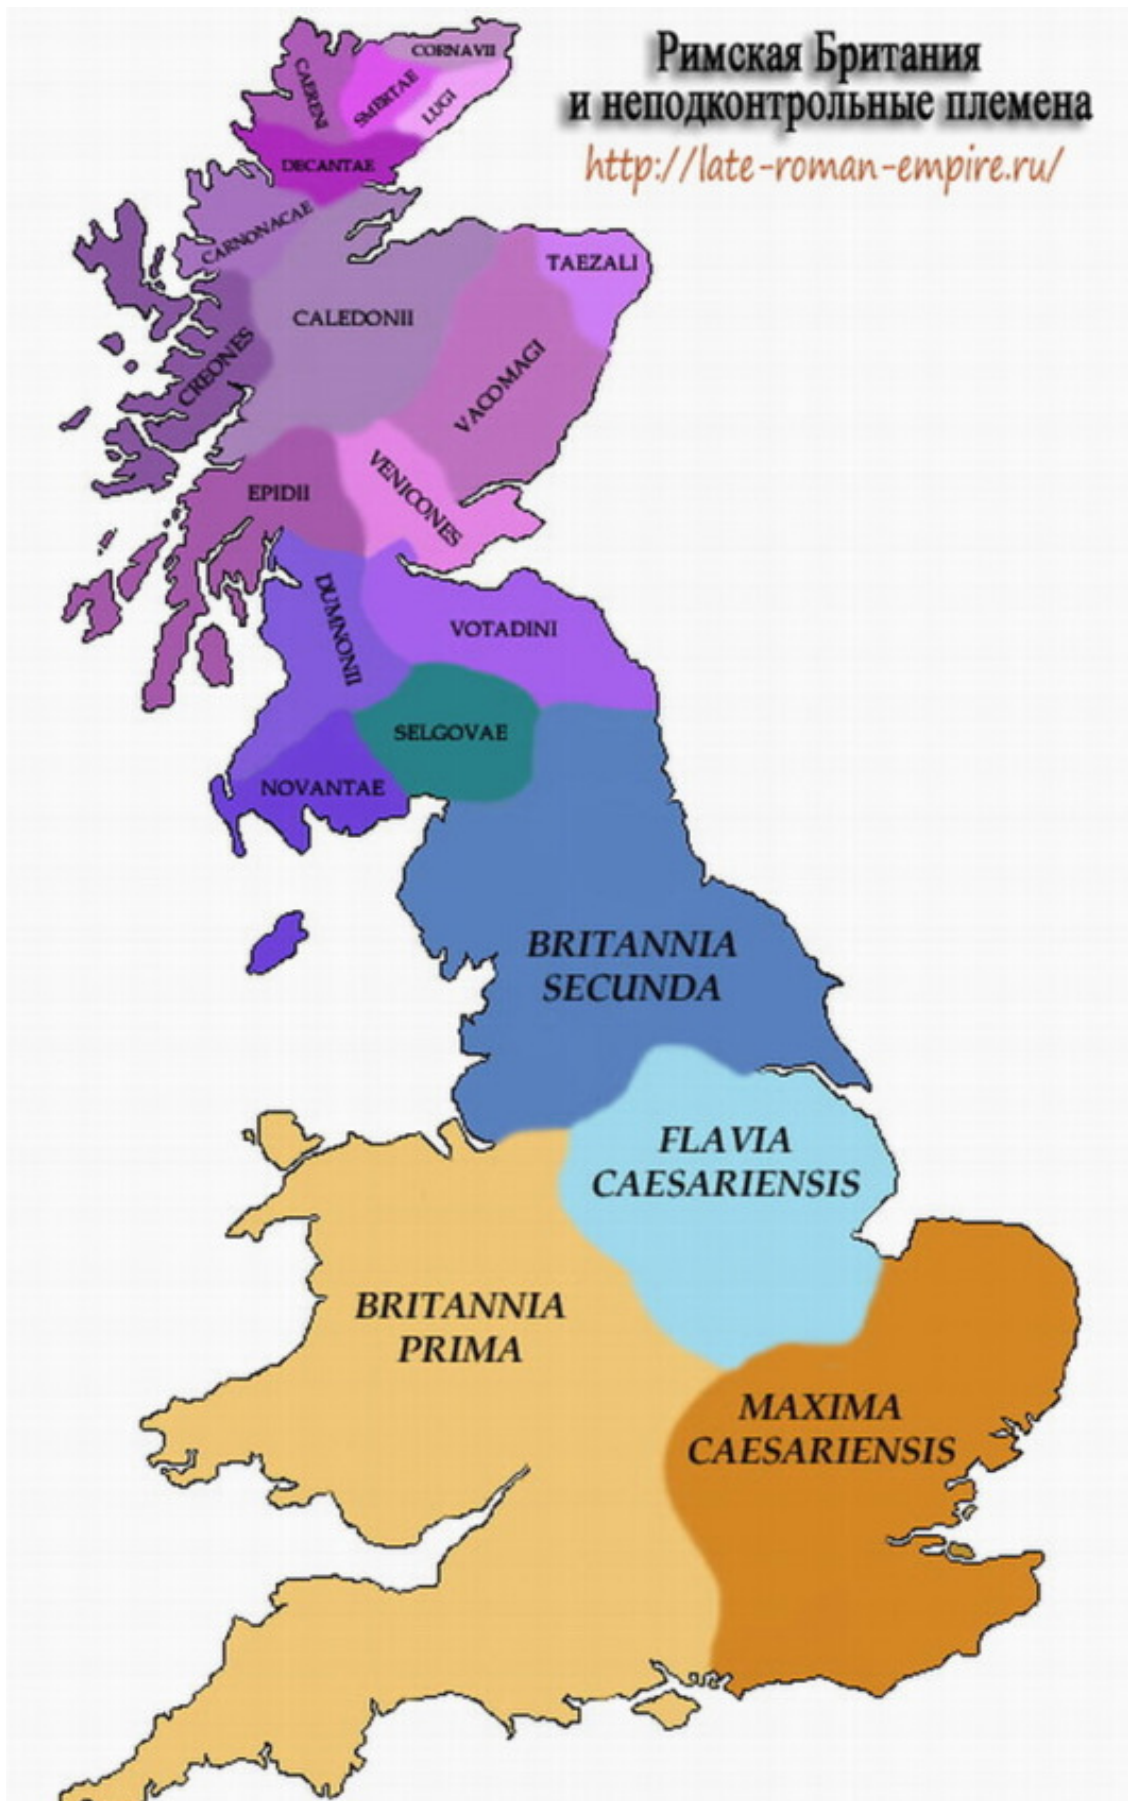 Римская Британия
и неподконтрольные племена
http://late-roman-empire.ru/
CORNAVII
CAERENI
SMERTAE
LUGI
DECANTAE
CARNONACAE
TAEZALI
CALEDONII
CREONES
VACOMAGI
VENICONES
EPIDII
DUMNONII
VOTADINI
SELGOVAE
NOVANTAE
BRITANNIA
SECUNDA
FLAVIA
CAESARIENSIS
BRITANNIA
PRIMA
MAXIMA
CAESARIENSIS